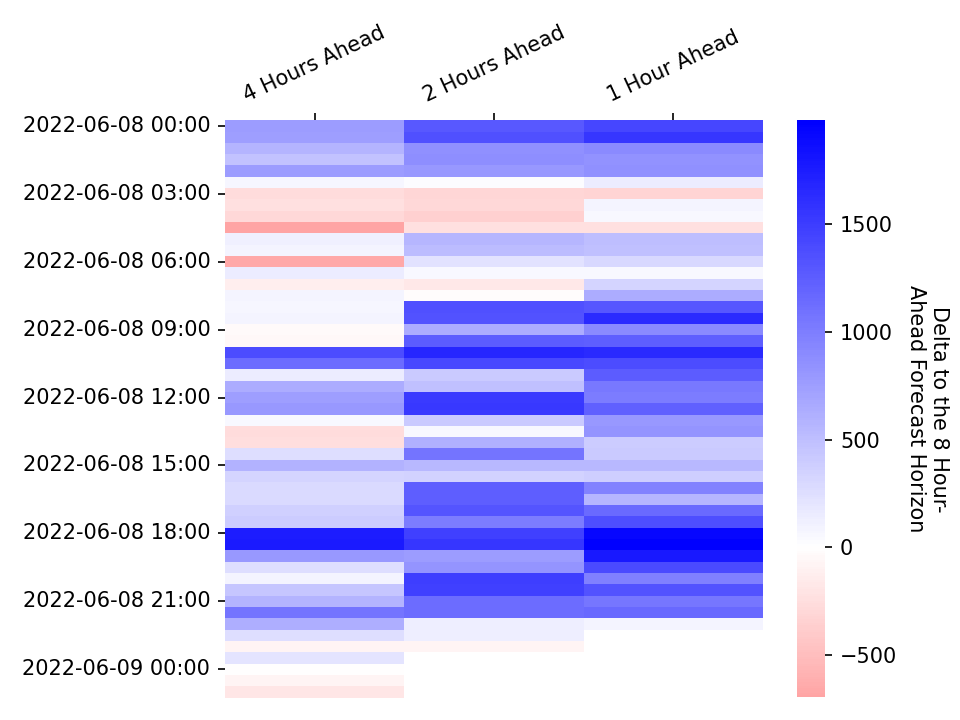 4 Hours Ahead
2 Hours Ahead
1 Hour Ahead
2022-06-08 00:00
2022-06-08 03:00
2022-06-08 06:00
2022-06-08 09:00
2022-06-08 12:00
2022-06-08 15:00
2022-06-08 18:00
2022-06-08 21:00
2022-06-09 00:00
1500
1000
500
0
−500
Delta to the 8 Hour-
Ahead Forecast Horizon